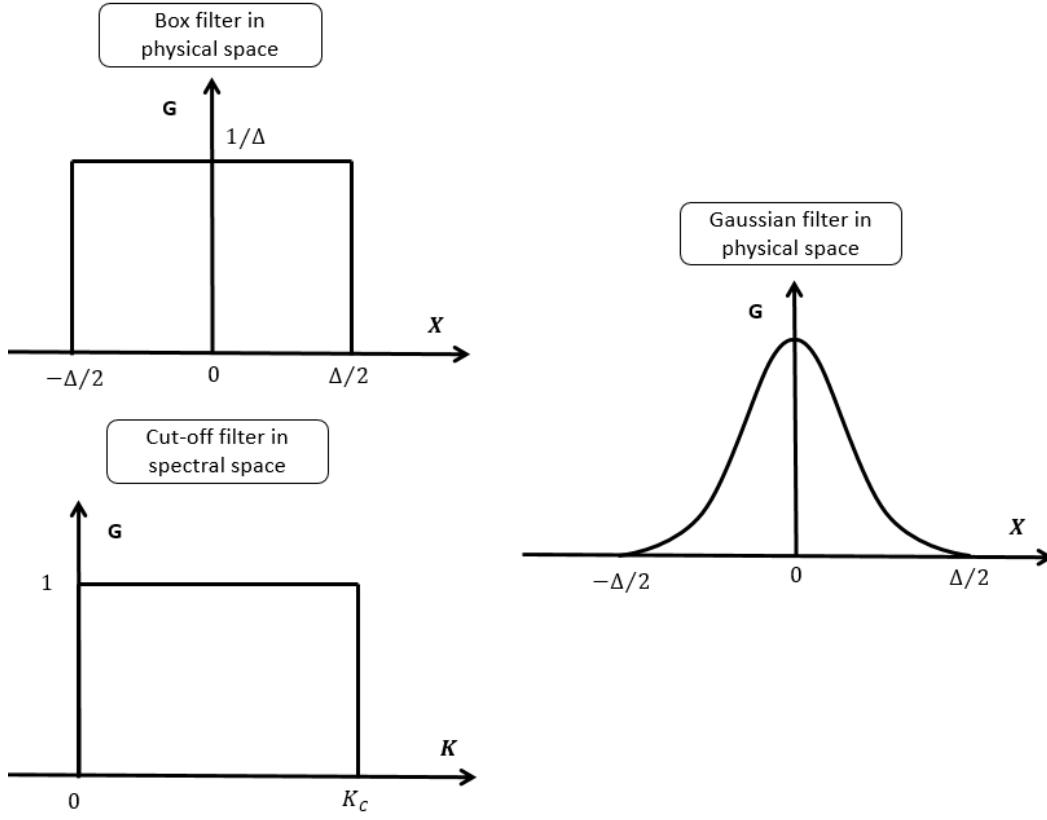 Box filter in
physical space
G
1/Δ
X
−Δ/2
0
Δ/2
Cut-off filter in
spectral space
G
1
K
0
K_C
Gaussian filter in
physical space
G
X
−Δ/2
0
Δ/2